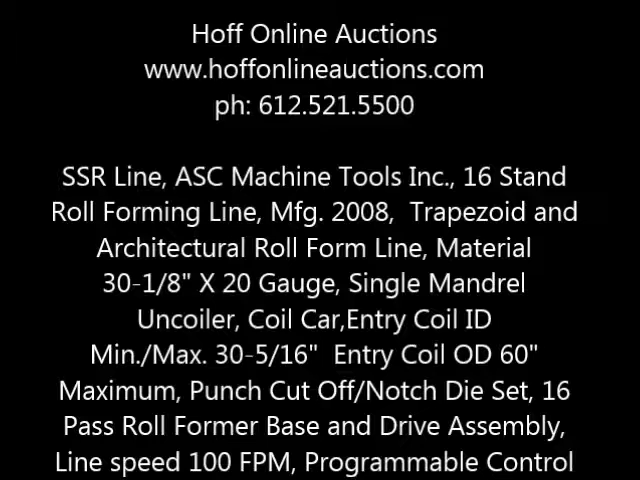 Hoff Online Auctions
www.hoffonlineauctions.com
ph: 612.521.5500
SSR Line, ASC Machine Tools Inc., 16 Stand
Roll Forming Line, Mfg. 2008,  Trapezoid and
Architectural Roll Form Line, Material
30-1/8" X 20 Gauge, Single Mandrel
Uncoiler, Coil Car,Entry Coil ID
Min./Max. 30-5/16"  Entry Coil OD 60"
Maximum, Punch Cut Off/Notch Die Set, 16
Pass Roll Former Base and Drive Assembly,
Line speed 100 FPM, Programmable Control